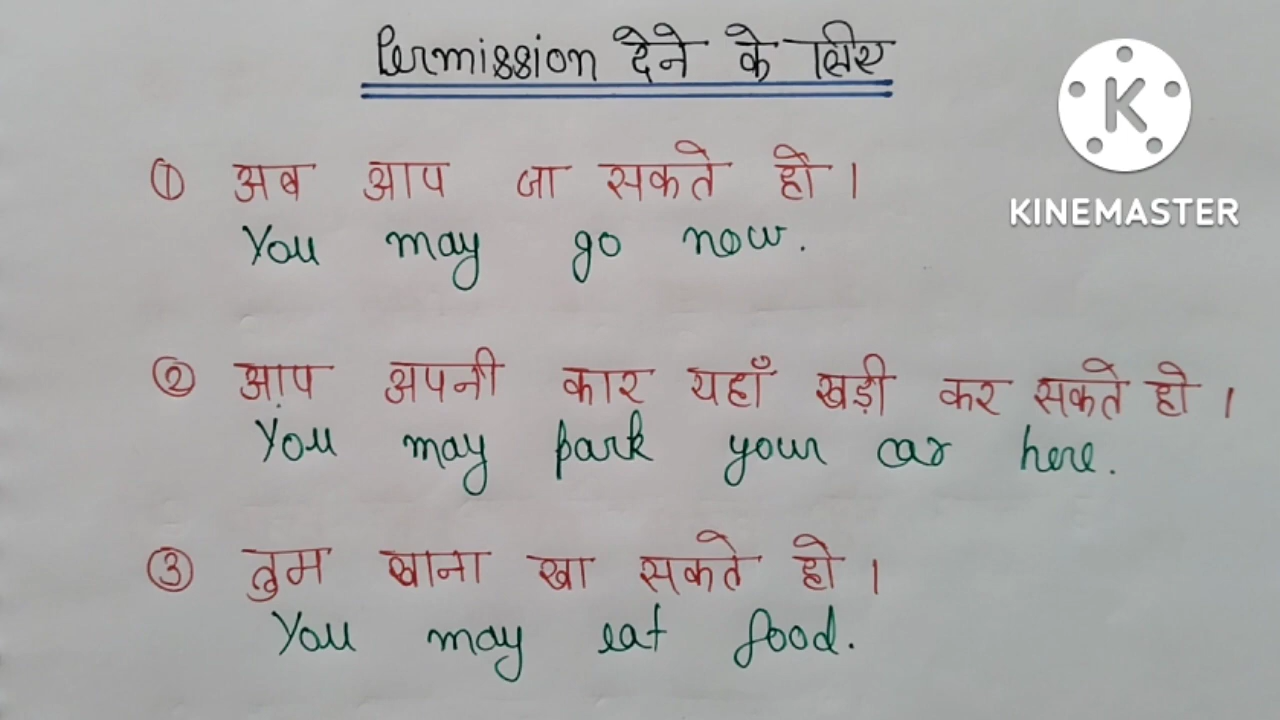 Permission देने के लिए
K
KINEMASTER
① अब आप जा सकते हो।
You may go now.
② आप अपनी कार यहाँ खड़ी कर सकते हो।
You may park your car here.
③ तुम खाना खा सकते हो।
You may eat food.